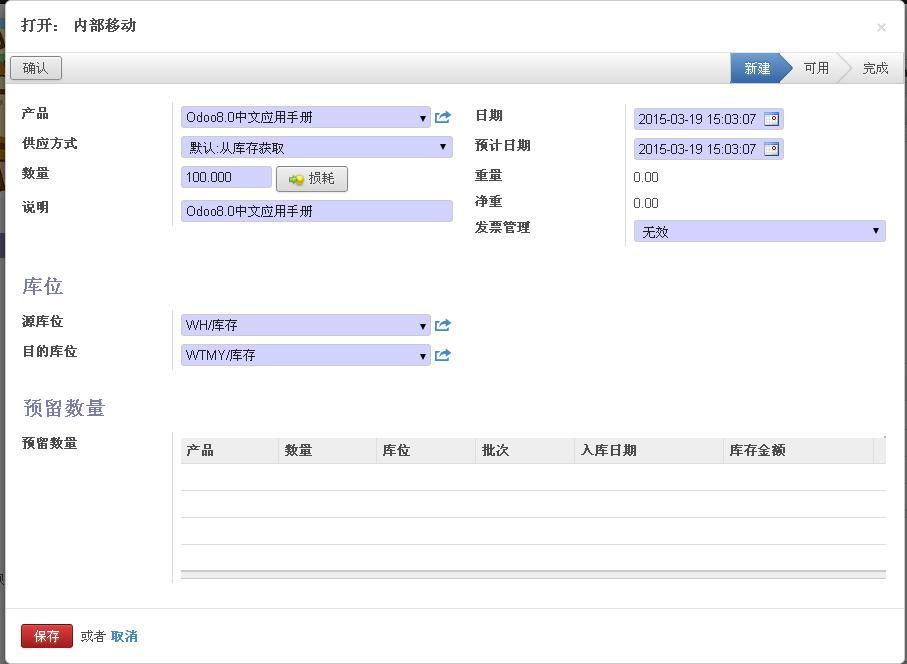 打开： 内部移动
×
确认 新建 可用 完成
产品 Odoo8.0中文应用手册
供应方式 默认:从库存获取
数量 100.000 损耗
说明 Odoo8.0中文应用手册
日期 2015-03-19 15:03:07
预计日期 2015-03-19 15:03:07
重量 0.00
净重 0.00
发票管理 无效
库位
源库位 WH/库存
目的库位 WTMY/库存
预留数量
预留数量
产品 数量 库位 批次 入库日期 库存金额
保存 或者 取消